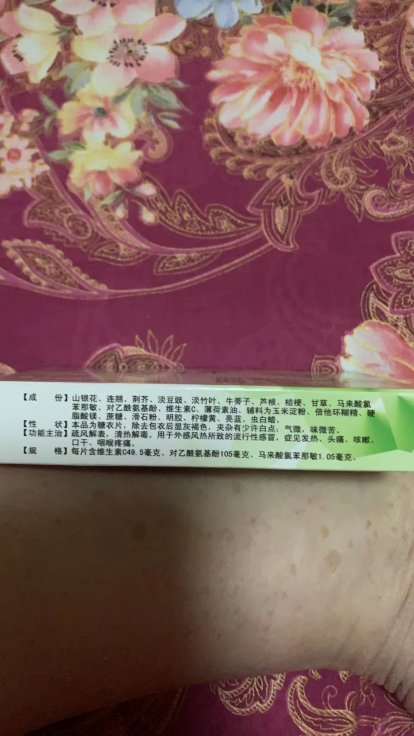 【成　份】山银花、连翘、荆芥、淡豆豉、淡竹叶、牛蒡子、芦根、桔梗、甘草、马来酸氯
苯那敏、对乙酰氨基酚、维生素C、薄荷素油。辅料为玉米淀粉、倍他环糊精、硬
脂酸镁、蔗糖、滑石粉、明胶、柠檬黄、亮蓝、虫白蜡。
【性　状】本品为糖衣片，除去包衣后显灰褐色，夹杂有少许白点；气微，味微苦。
【功能主治】疏风解表，清热解毒。用于外感风热所致的流行性感冒，症见发热、头痛、咳嗽、
口干、咽喉疼痛。
【规　格】每片含维生素C49.5毫克、对乙酰氨基酚105毫克、马来酸氯苯那敏1.05毫克。